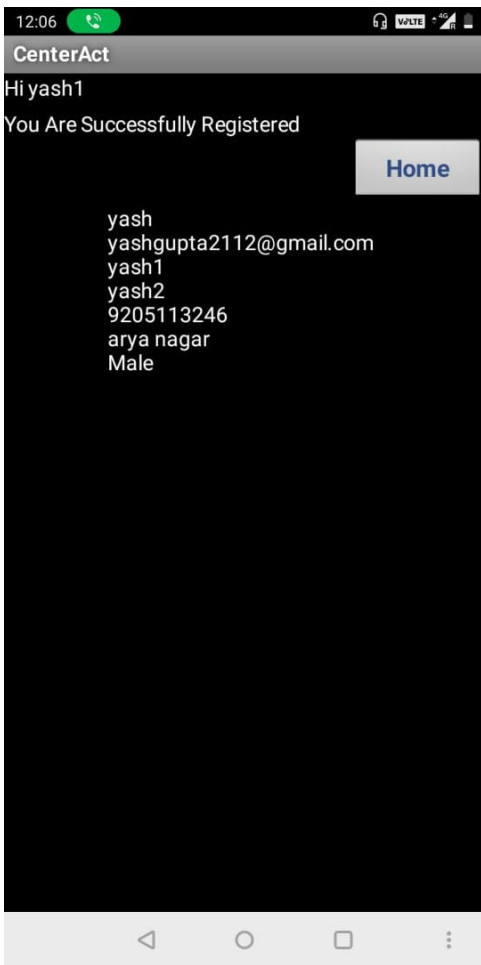 12:06
VoLTE 4G R
CenterAct
Hi yash1
You Are Successfully Registered
Home
yash
yashgupta2112@gmail.com
yash1
yash2
9205113246
arya nagar
Male